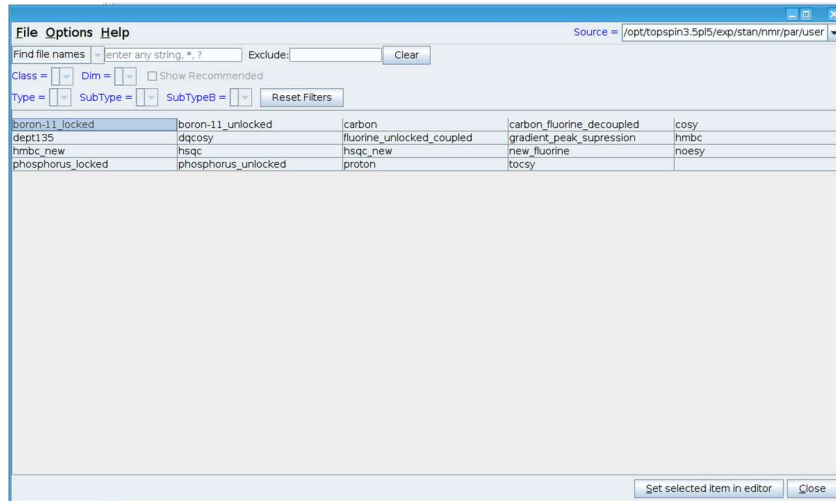 File Options Help Source = /opt/topspin3.5pl5/exp/stan/nmr/par/user
Find file names enter any string, *, ? Exclude: Clear
Class = Dim = Show Recommended
Type = SubType = SubTypeB = Reset Filters
boron-11_locked boron-11_unlocked carbon carbon_fluorine_decoupled cosy
dept135 dqcosy fluorine_unlocked_coupled gradient_peak_supression hmbc
hmbc_new hsqc hsqc_new new_fluorine noesy
phosphorus_locked phosphorus_unlocked proton tocsy
Set selected item in editor Close